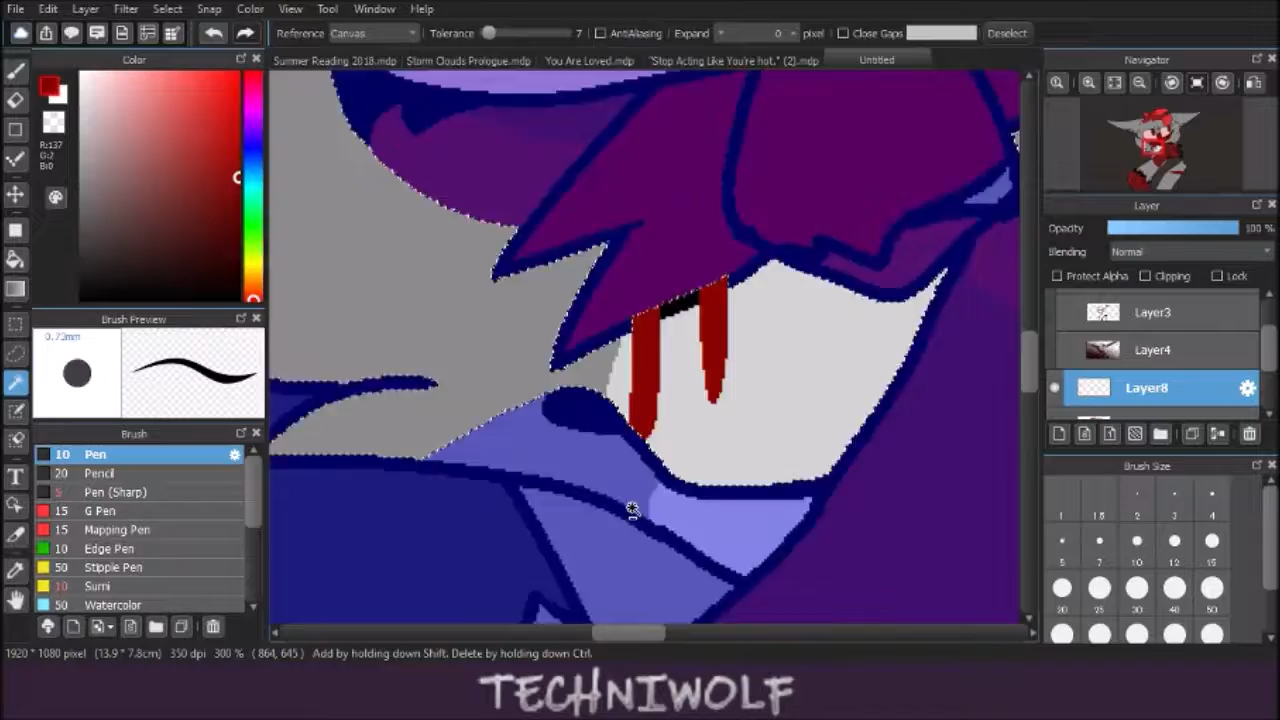 File Edit Layer Filter Select Snap Color View Tool Window Help
Reference Canvas Tolerance 7 AntiAliasing Expand 0 pixel Close Gaps Deselect
Color
Summer Reading 2018.mdp Storm Clouds Prologue.mdp You Are Loved.mdp "Stop Acting Like You're hot." (2).mdp Untitled
Navigator
R:137
G:2
B:0
Layer
Opacity 100 %
Blending Normal
Protect Alpha Clipping Lock
Layer3
Layer4
Layer8
Brush Preview
0.73mm
Brush
10 Pen
20 Pencil
5 Pen (Sharp)
15 G Pen
15 Mapping Pen
10 Edge Pen
50 Stipple Pen
10 Sumi
50 Watercolor
Brush Size
1 1.5 2 3 4
5 7 10 12 15
20 25 30 40 50
1920 * 1080 pixel (13.9 * 7.8cm) 350 dpi 300 % ( 864, 645 ) Add by holding down Shift. Delete by holding down Ctrl.
TECHNIWOLF